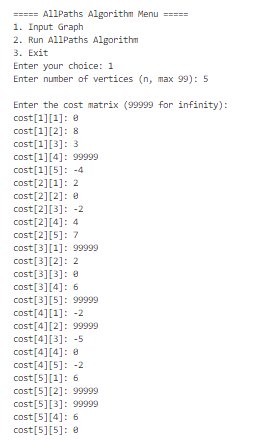 ===== AllPaths Algorithm Menu =====
1. Input Graph
2. Run AllPaths Algorithm
3. Exit
Enter your choice: 1
Enter number of vertices (n, max 99): 5

Enter the cost matrix (99999 for infinity):
cost[1][1]: 0
cost[1][2]: 8
cost[1][3]: 3
cost[1][4]: 99999
cost[1][5]: -4
cost[2][1]: 2
cost[2][2]: 0
cost[2][3]: -2
cost[2][4]: 4
cost[2][5]: 7
cost[3][1]: 99999
cost[3][2]: 2
cost[3][3]: 0
cost[3][4]: 6
cost[3][5]: 99999
cost[4][1]: -2
cost[4][2]: 99999
cost[4][3]: -5
cost[4][4]: 0
cost[4][5]: -2
cost[5][1]: 6
cost[5][2]: 99999
cost[5][3]: 99999
cost[5][4]: 6
cost[5][5]: 0